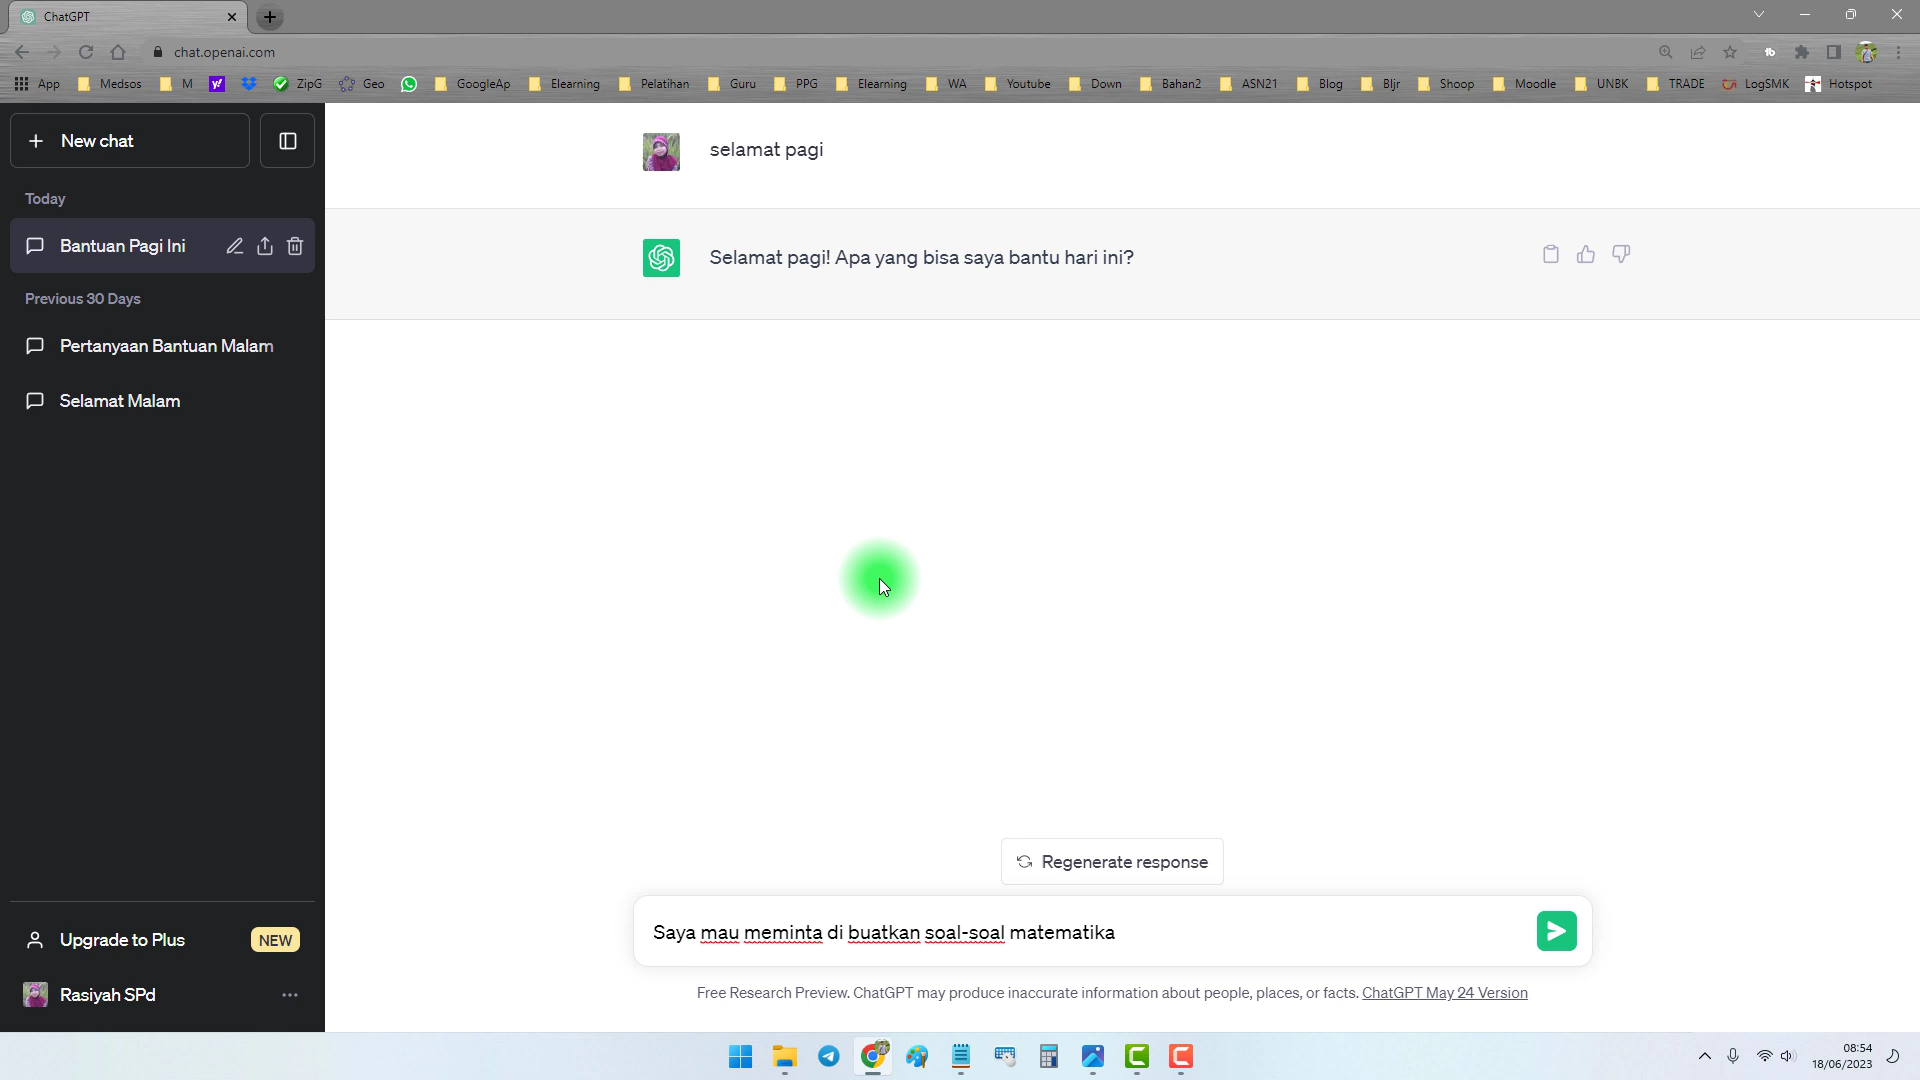 ChatGPT
chat.openai.com
App Medsos M y! ZipG Geo GoogleAp Elearning Pelatihan Guru PPG Elearning WA Youtube Down Bahan2 ASN21 Blog Bljr Shoop Moodle UNBK TRADE LogSMK Hotspot
New chat
Today
Bantuan Pagi Ini
Previous 30 Days
Pertanyaan Bantuan Malam
Selamat Malam
Upgrade to Plus NEW
Rasiyah SPd
selamat pagi
Selamat pagi! Apa yang bisa saya bantu hari ini?
Regenerate response
Saya mau meminta di buatkan soal-soal matematika
Free Research Preview. ChatGPT may produce inaccurate information about people, places, or facts. ChatGPT May 24 Version
08:54
18/06/2023